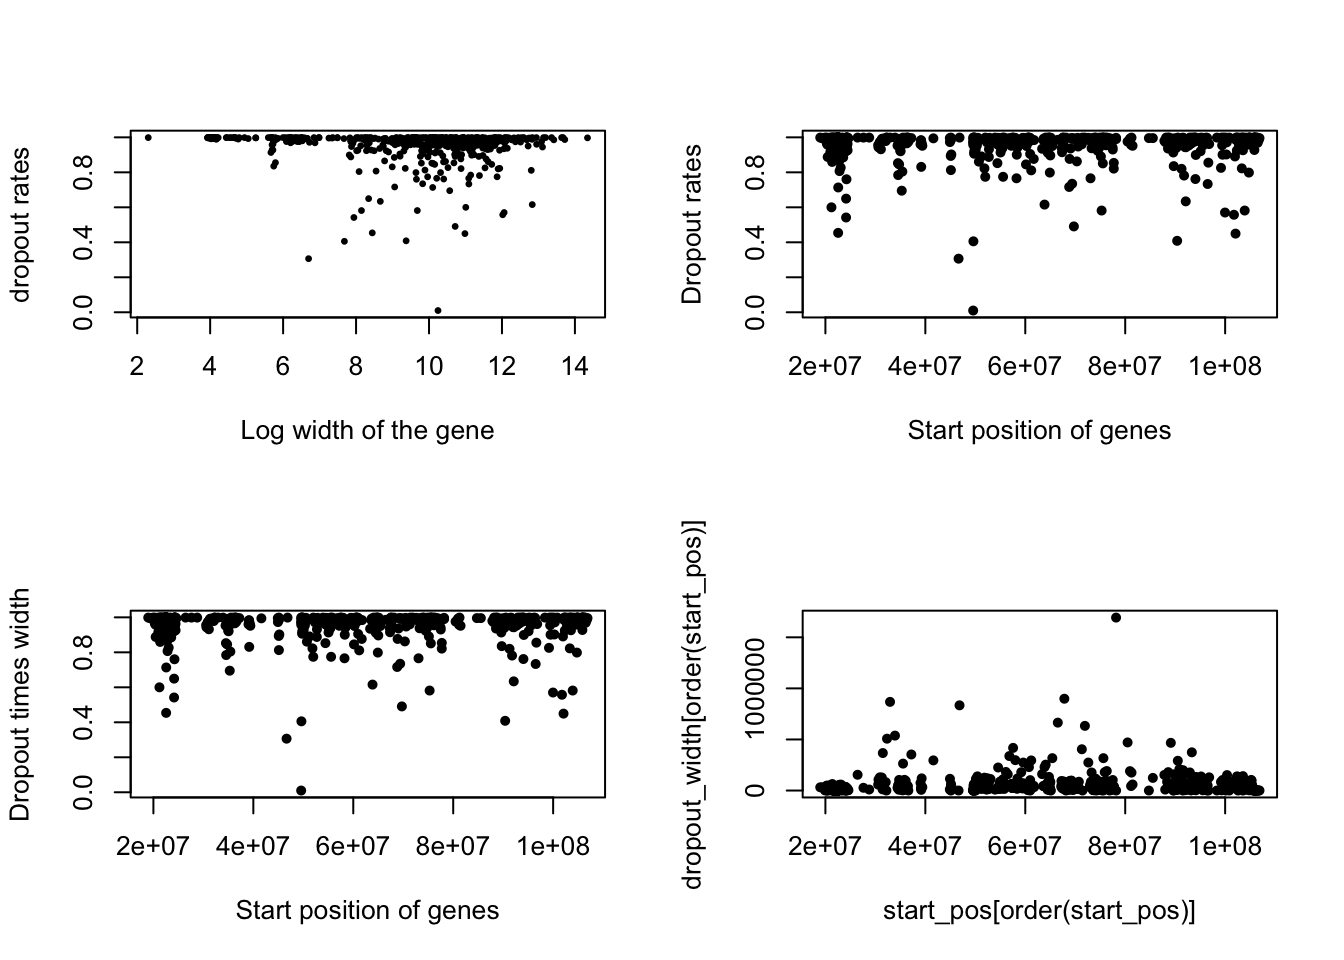 dropout rates
0.0 0.4 0.8
2 4 6 8 10 12 14
Log width of the gene
Dropout rates
0.0 0.4 0.8
2e+07 4e+07 6e+07 8e+07 1e+08
Start position of genes
Dropout times width
0.0 0.4 0.8
2e+07 4e+07 6e+07 8e+07 1e+08
Start position of genes
dropout_width[order(start_pos)]
0 1000000
2e+07 4e+07 6e+07 8e+07 1e+08
start_pos[order(start_pos)]